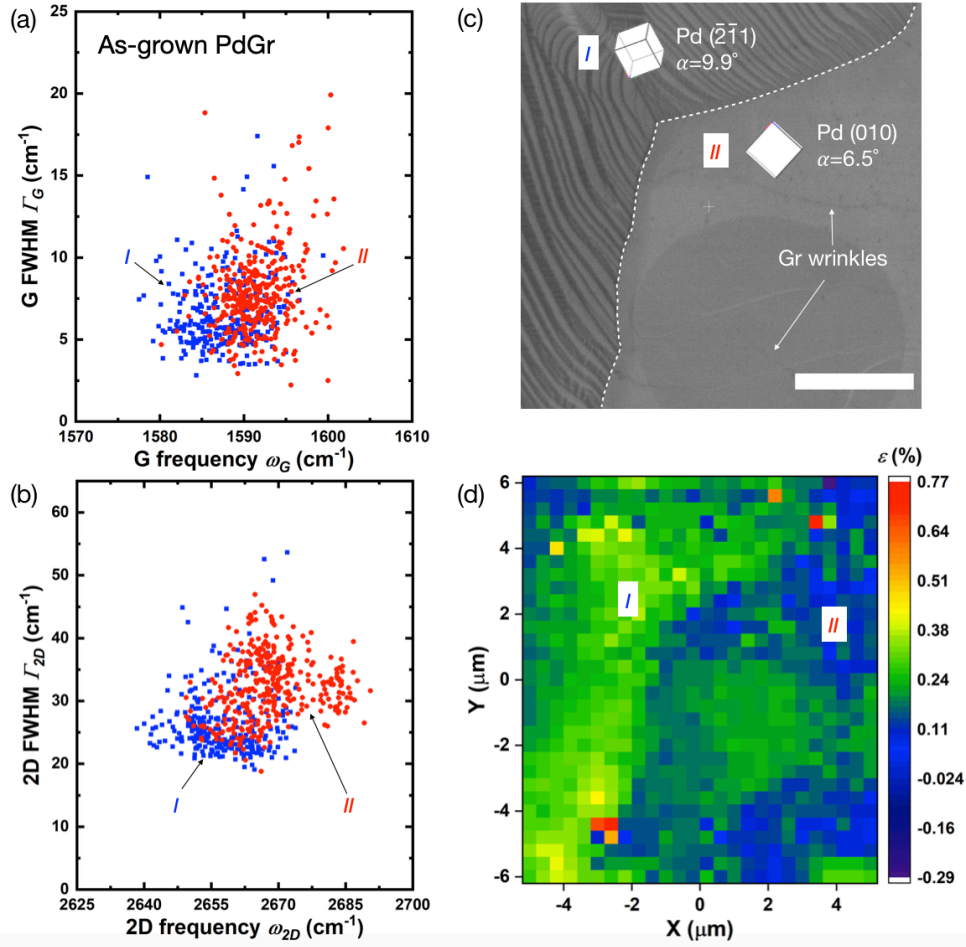 (a)
As-grown PdGr
I
II
G FWHM Γ_G (cm⁻¹)
25
20
15
10
5
0
1570 1580 1590 1600 1610
G frequency ω_G (cm⁻¹)
(b)
I
II
2D FWHM Γ_2D (cm⁻¹)
60
50
40
30
20
10
0
2625 2640 2655 2670 2685 2700
2D frequency ω_2D (cm⁻¹)
(c)
I
Pd (2̄1̄1)
α=9.9°
II
Pd (010)
α=6.5°
Gr wrinkles
(d)
ε (%)
I
II
Y (μm)
6
4
2
0
-2
-4
-6
-4 -2 0 2 4
X (μm)
0.77
0.64
0.51
0.38
0.24
0.11
-0.024
-0.16
-0.29